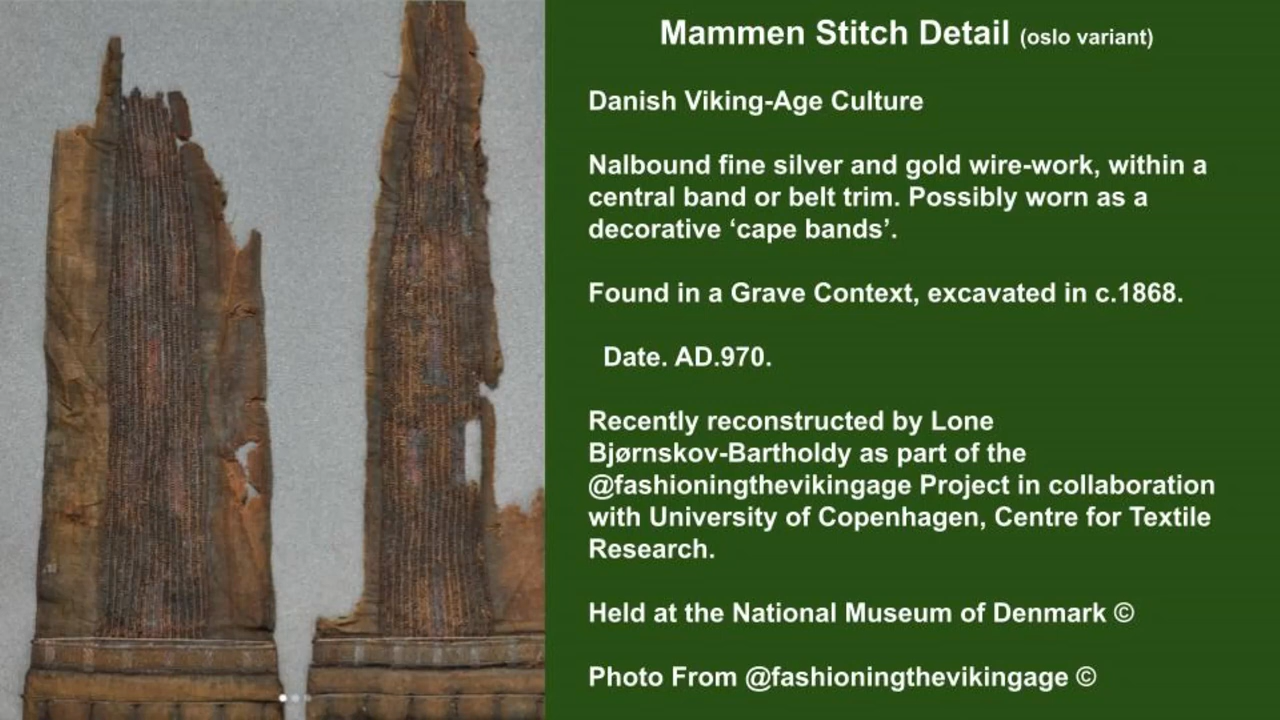 Mammen Stitch Detail (oslo variant)
Danish Viking-Age Culture
Nalbound fine silver and gold wire-work, within a
central band or belt trim. Possibly worn as a
decorative ‘cape bands’.
Found in a Grave Context, excavated in c.1868.
Date. AD.970.
Recently reconstructed by Lone
Bjørnskov-Bartholdy as part of the
@fashioningthevikingage Project in collaboration
with University of Copenhagen, Centre for Textile
Research.
Held at the National Museum of Denmark ©
Photo From @fashioningthevikingage ©